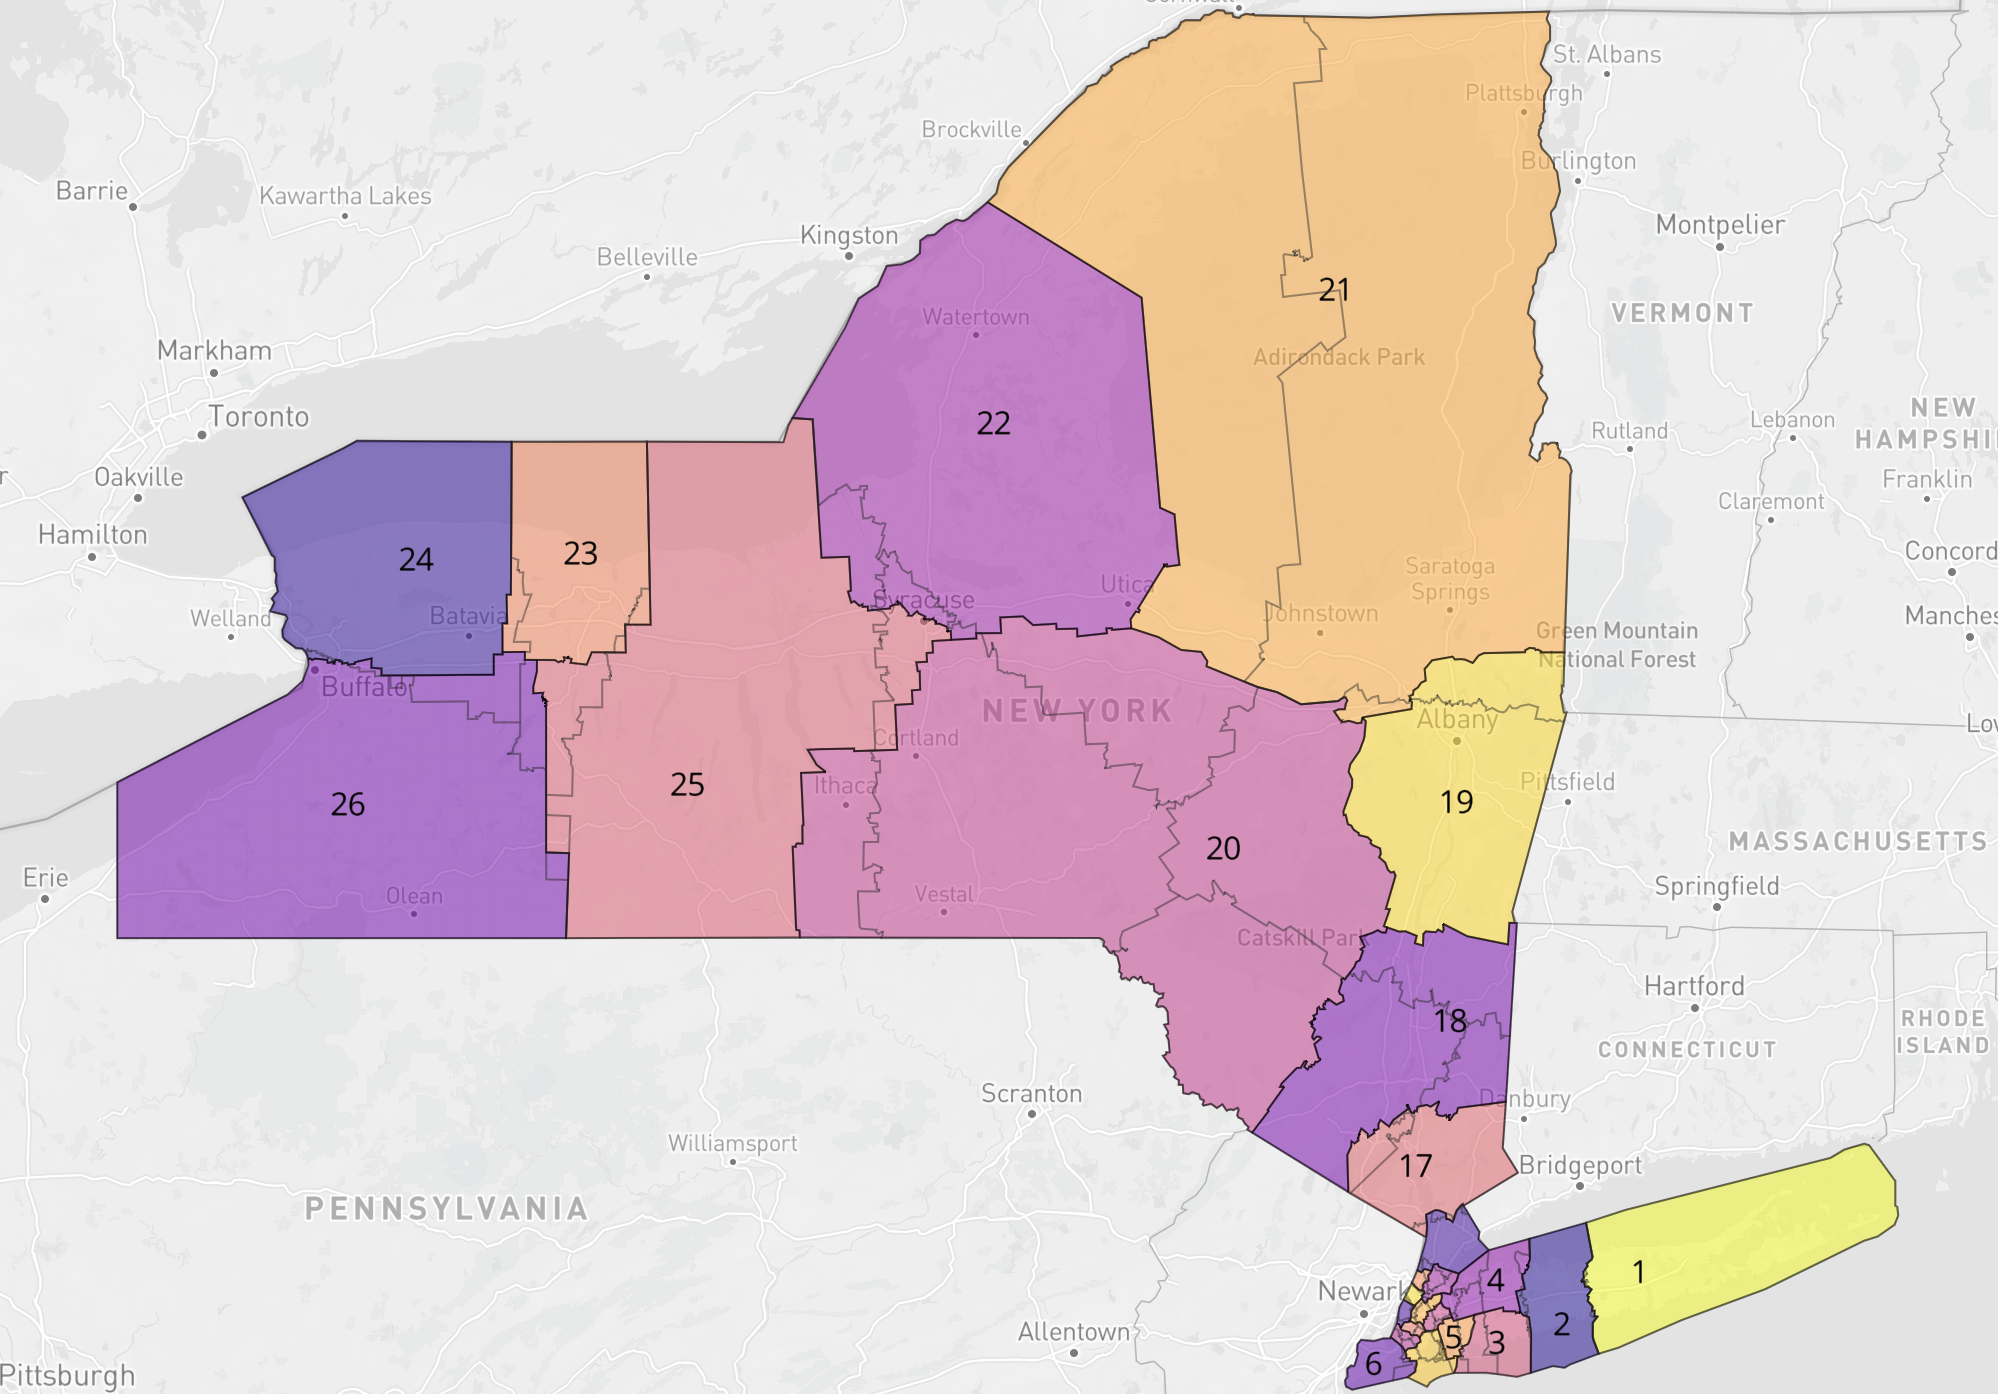 Cornwall
St. Albans
Plattsburgh
Brockville
Burlington
Barrie
Kawartha Lakes
Montpelier
Kingston
Belleville
21
VERMONT
Watertown
Markham
Adirondack Park
Toronto
22
NEW
HAMPSHI
Lebanon
Rutland
Oakville
Franklin
Claremont
Hamilton
24
23
Concord
Saratoga
Springs
Utica
Syracuse
Welland
Batavia
Johnstown
Manches
Green Mountain
National Forest
Buffalo
NEW YORK
Albany
Cortland
Lov
25
Ithaca
Pittsfield
26
19
20
MASSACHUSETTS
Erie
Olean
Vestal
Springfield
Catskill Park
Hartford
18
RHODE
ISLAND
CONNECTICUT
Scranton
Danbury
Williamsport
17
Bridgeport
PENNSYLVANIA
1
4
Newark
2
Allentown
5
3
6
Pittsburgh